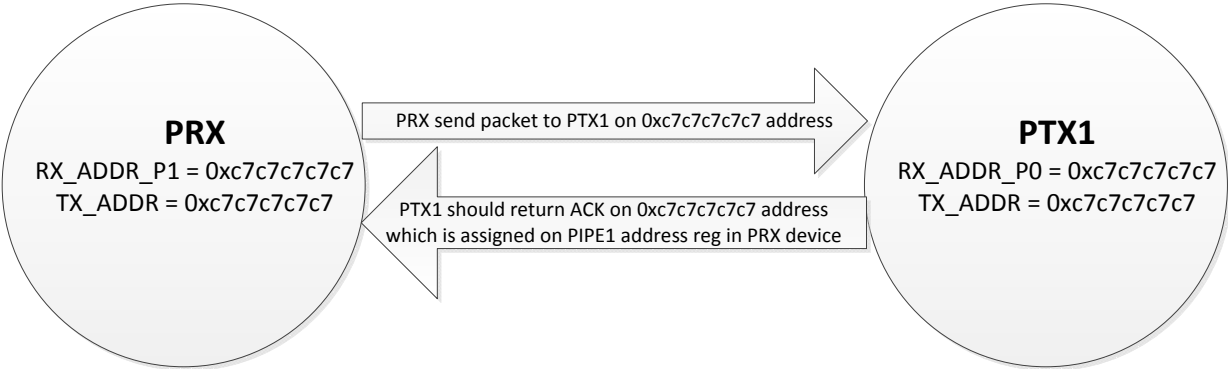 PRX
RX_ADDR_P1 = 0xc7c7c7c7c7
TX_ADDR = 0xc7c7c7c7c7
PRX send packet to PTX1 on 0xc7c7c7c7c7 address
PTX1 should return ACK on 0xc7c7c7c7c7 address
which is assigned on PIPE1 address reg in PRX device
PTX1
RX_ADDR_P0 = 0xc7c7c7c7c7
TX_ADDR = 0xc7c7c7c7c7